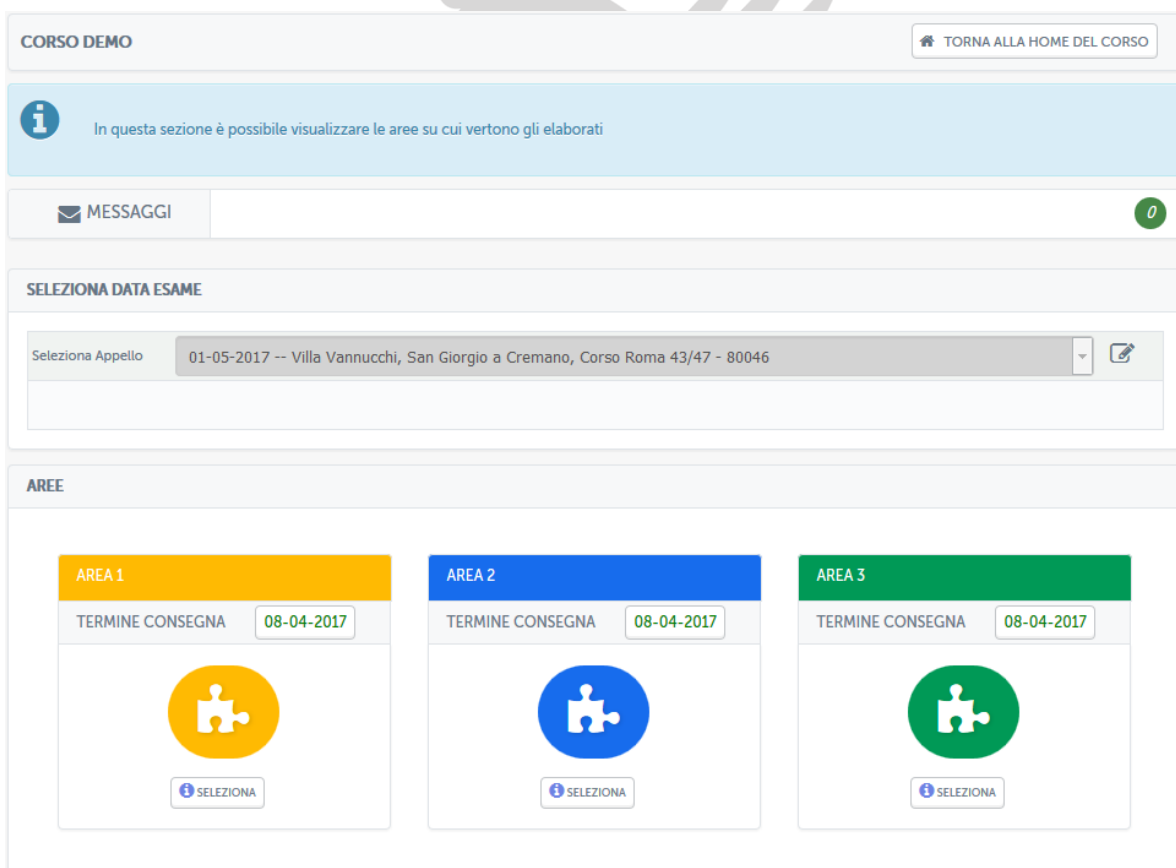 CORSO DEMO
TORNA ALLA HOME DEL CORSO
In questa sezione è possibile visualizzare le aree su cui vertono gli elaborati
MESSAGGI
0
SELEZIONA DATA ESAME
Seleziona Appello
01-05-2017 -- Villa Vannucchi, San Giorgio a Cremano, Corso Roma 43/47 - 80046
AREE
AREA 1
TERMINE CONSEGNA 08-04-2017
SELEZIONA
AREA 2
TERMINE CONSEGNA 08-04-2017
SELEZIONA
AREA 3
TERMINE CONSEGNA 08-04-2017
SELEZIONA